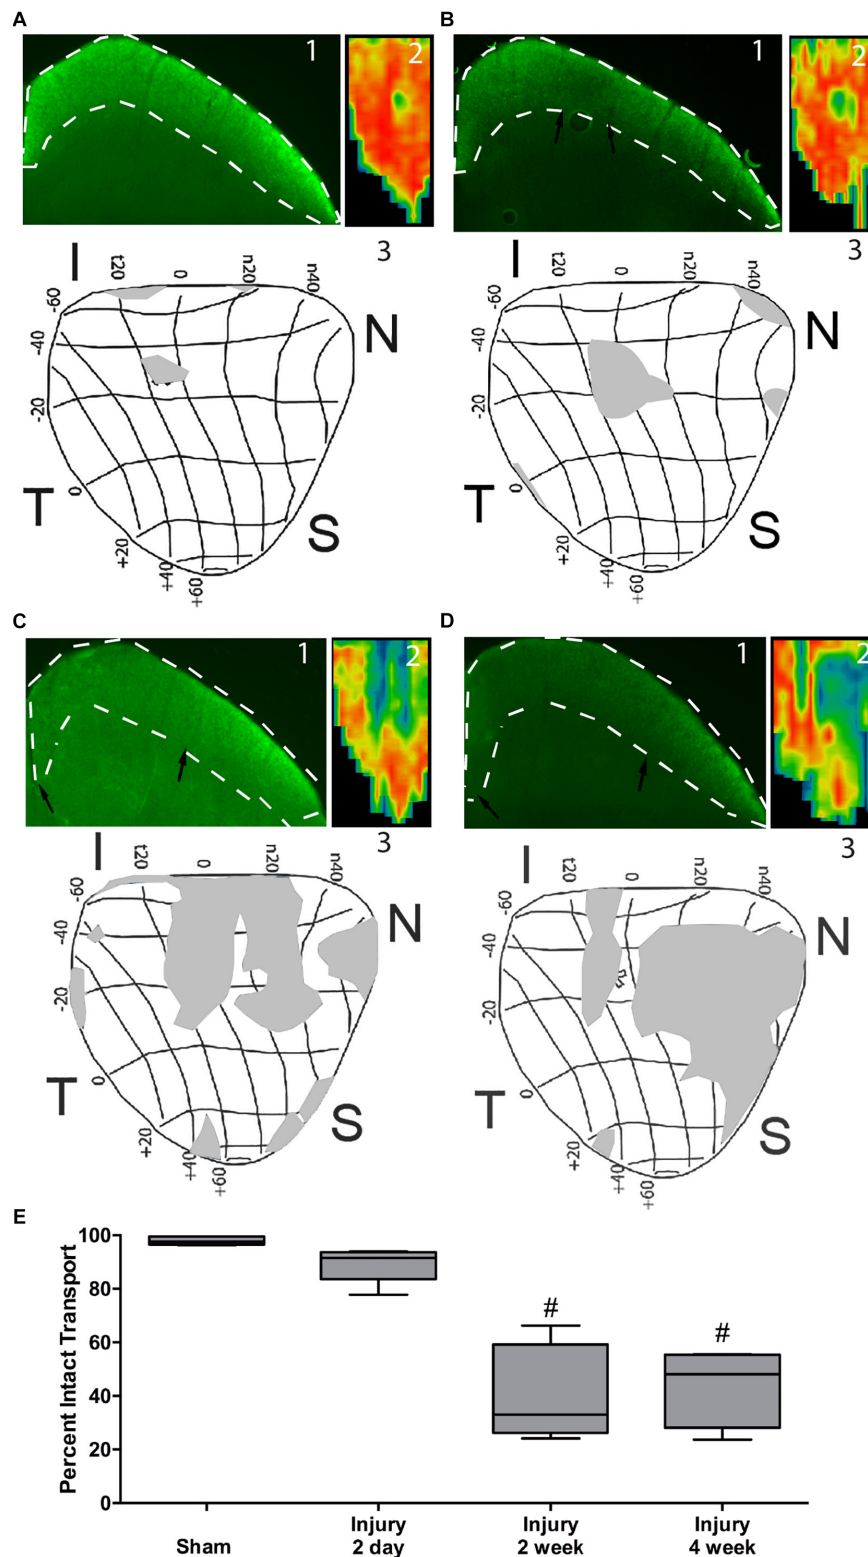 A
B
1
2
1
2
3
3
I
t20
0
n20
I
t20
0
n20
n40
-60
-40
-20
0
+20
+40
+60
N
T
S
-60
-40
-20
0
+20
+40
+60
N
T
S
C
D
1
2
1
2
3
3
I
t20
0
n20
I
t20
0
n20
n40
-60
-40
-20
0
+20
+40
+60
N
T
S
-60
-40
-20
0
+20
+40
+60
N
T
S
E
Percent Intact Transport
100
80
60
40
20
0
#
#
Sham
Injury
2 day
Injury
2 week
Injury
4 week